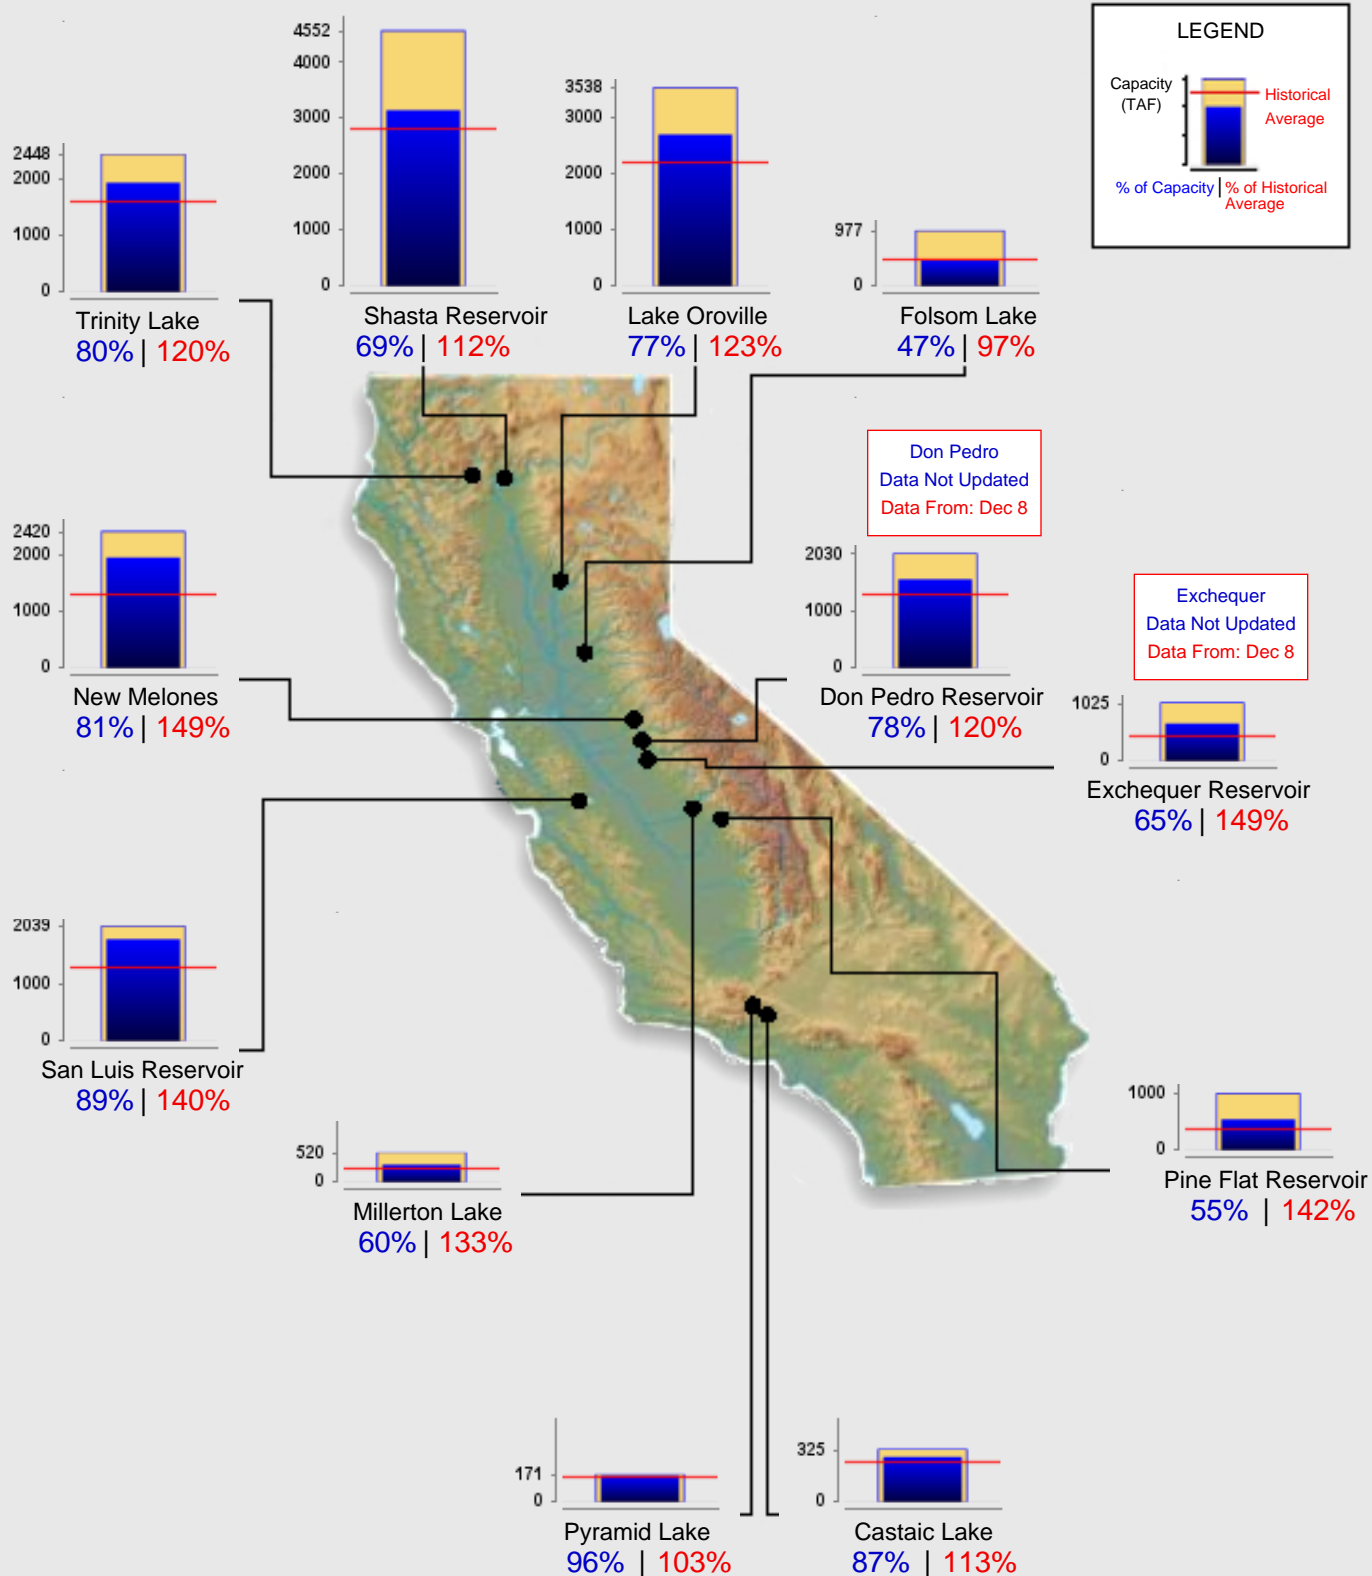 LEGEND
Capacity
(TAF)
Historical
Average
% of Capacity | % of Historical
Average
4552
4000
3000
2000
1000
0
Shasta Reservoir
69% | 112%
3538
3000
2000
1000
0
Lake Oroville
77% | 123%
2448
2000
1000
0
Trinity Lake
80% | 120%
977
0
Folsom Lake
47% | 97%
Don Pedro
Data Not Updated
Data From: Dec 8
2030
1000
0
Don Pedro Reservoir
78% | 120%
2420
2000
1000
0
New Melones
81% | 149%
Exchequer
Data Not Updated
Data From: Dec 8
1025
0
Exchequer Reservoir
65% | 149%
2039
1000
0
San Luis Reservoir
89% | 140%
520
0
Millerton Lake
60% | 133%
1000
0
Pine Flat Reservoir
55% | 142%
171
0
Pyramid Lake
96% | 103%
325
0
Castaic Lake
87% | 113%